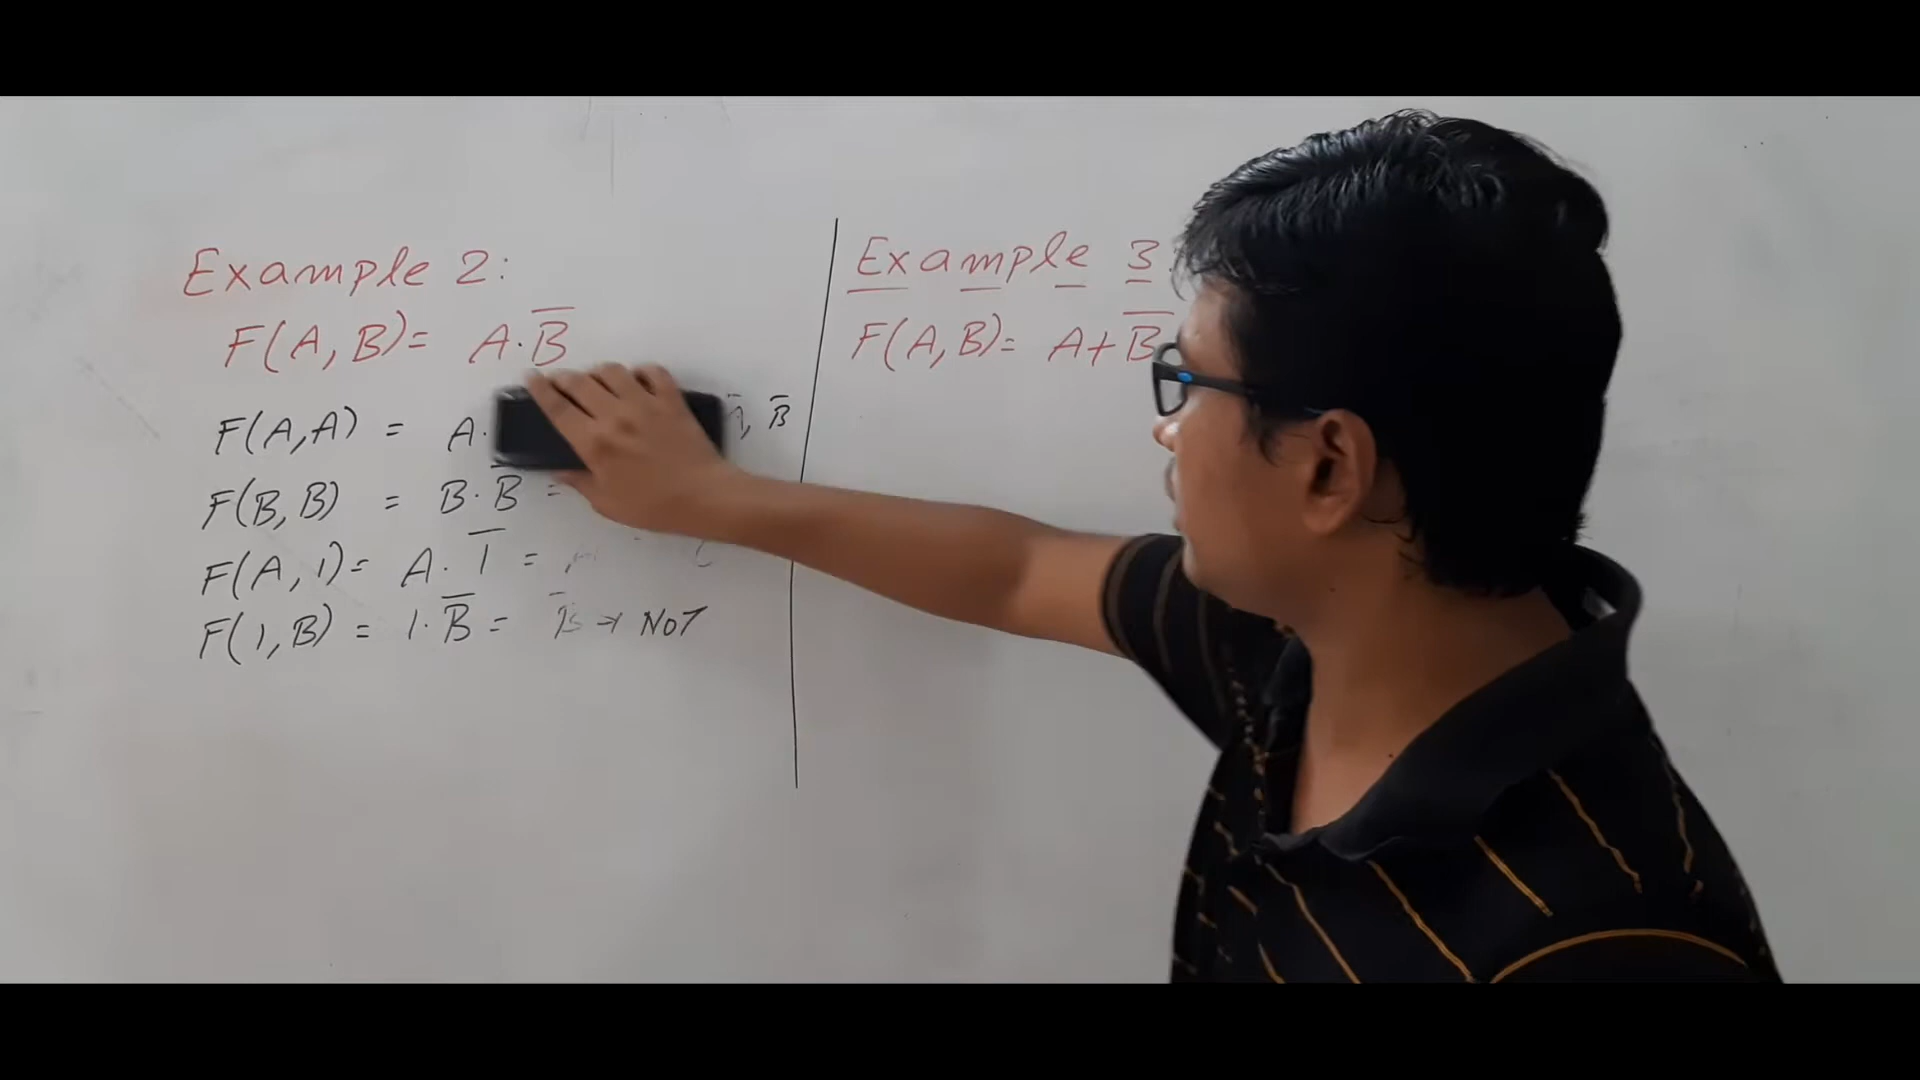 Example 2:
F(A, B) = A · B̅
F(A, A) = A ·
, B̅
F(B, B) = B · B̅ =
F(A, 1) = A · 1̅ =
F(1, B) = 1 · B̅ = B̅ → NOT
Example 3
F(A, B) = A + B̅